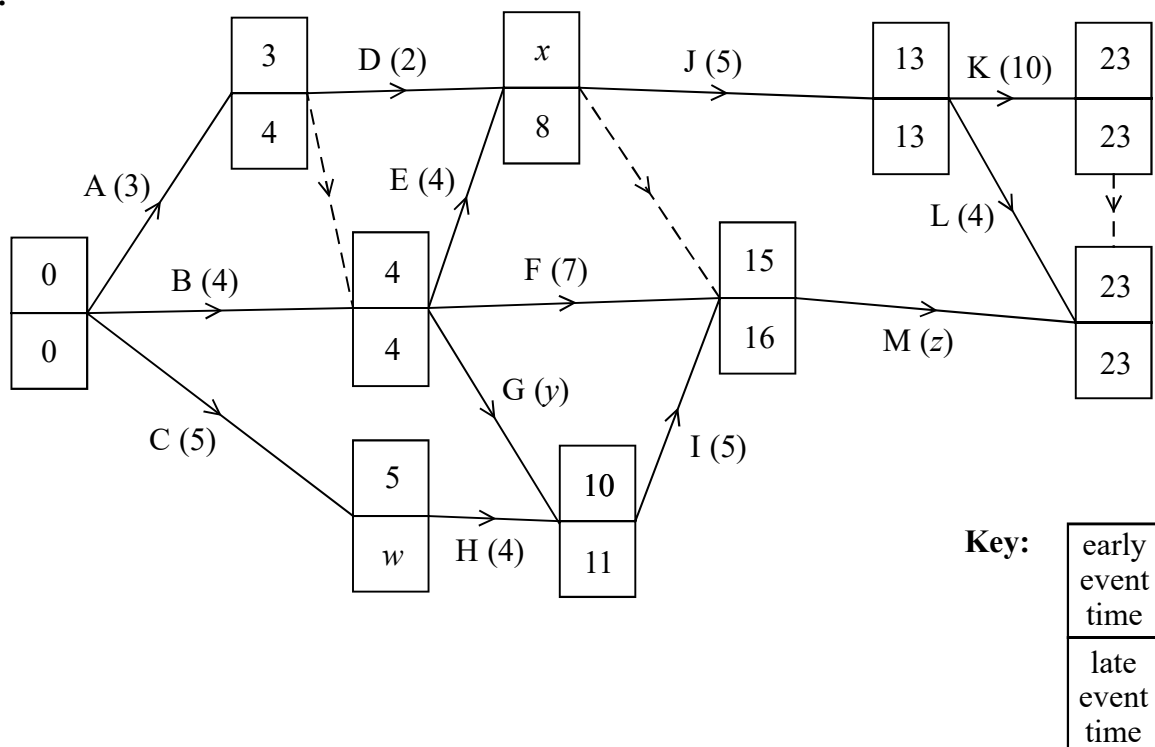 3
4
D (2)
x
8
J (5)
13
13
K (10)
23
23
A (3)
E (4)
L (4)
0
0
B (4)
4
4
F (7)
15
16
M (z)
23
23
C (5)
G (y)
I (5)
5
w
H (4)
10
11
Key:
early
event
time
late
event
time